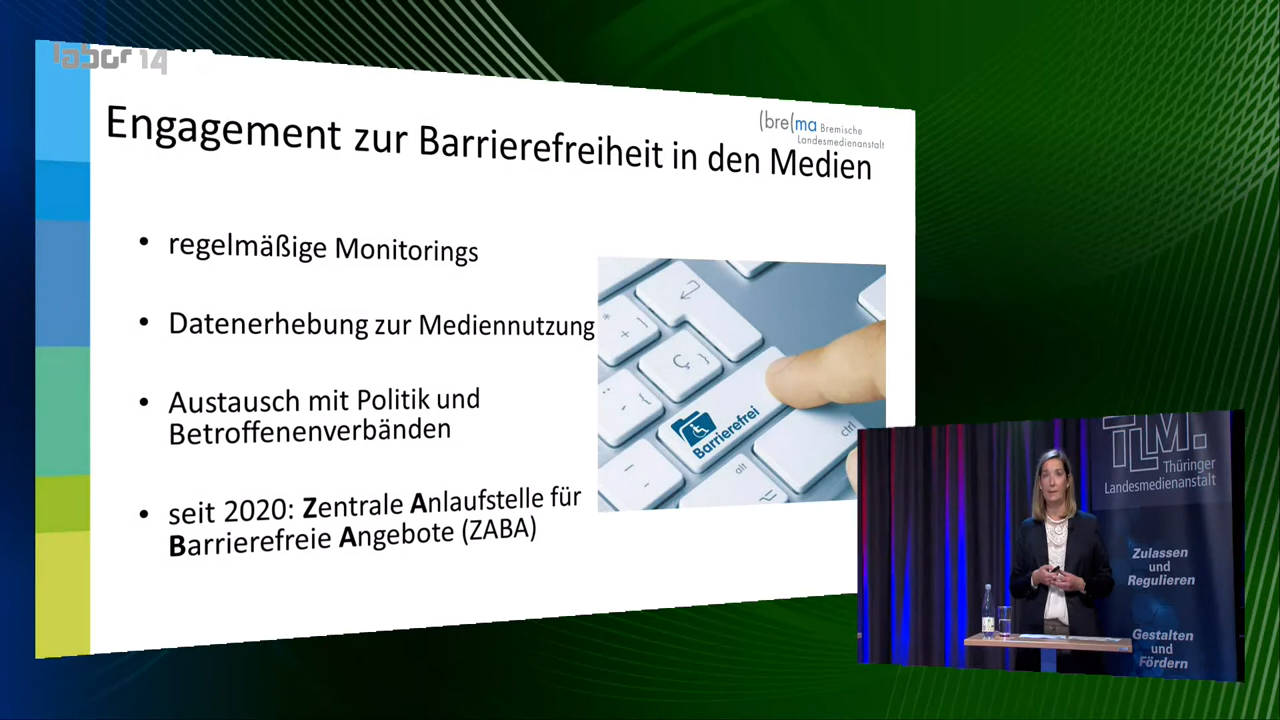 labor 14
Engagement zur Barrierefreiheit in den Medien
(bre(ma Bremische
Landesmedienanstalt
• regelmäßige Monitorings
• Datenerhebung zur Mediennutzung
• Austausch mit Politik und
Betroffenenverbänden
• seit 2020: Zentrale Anlaufstelle für
Barrierefreie Angebote (ZABA)
Barrierefrei
ctrl
alt
TLM.
Thüringer
Landesmedienanstalt
Zulassen
und
Regulieren
Gestalten
und
Fördern